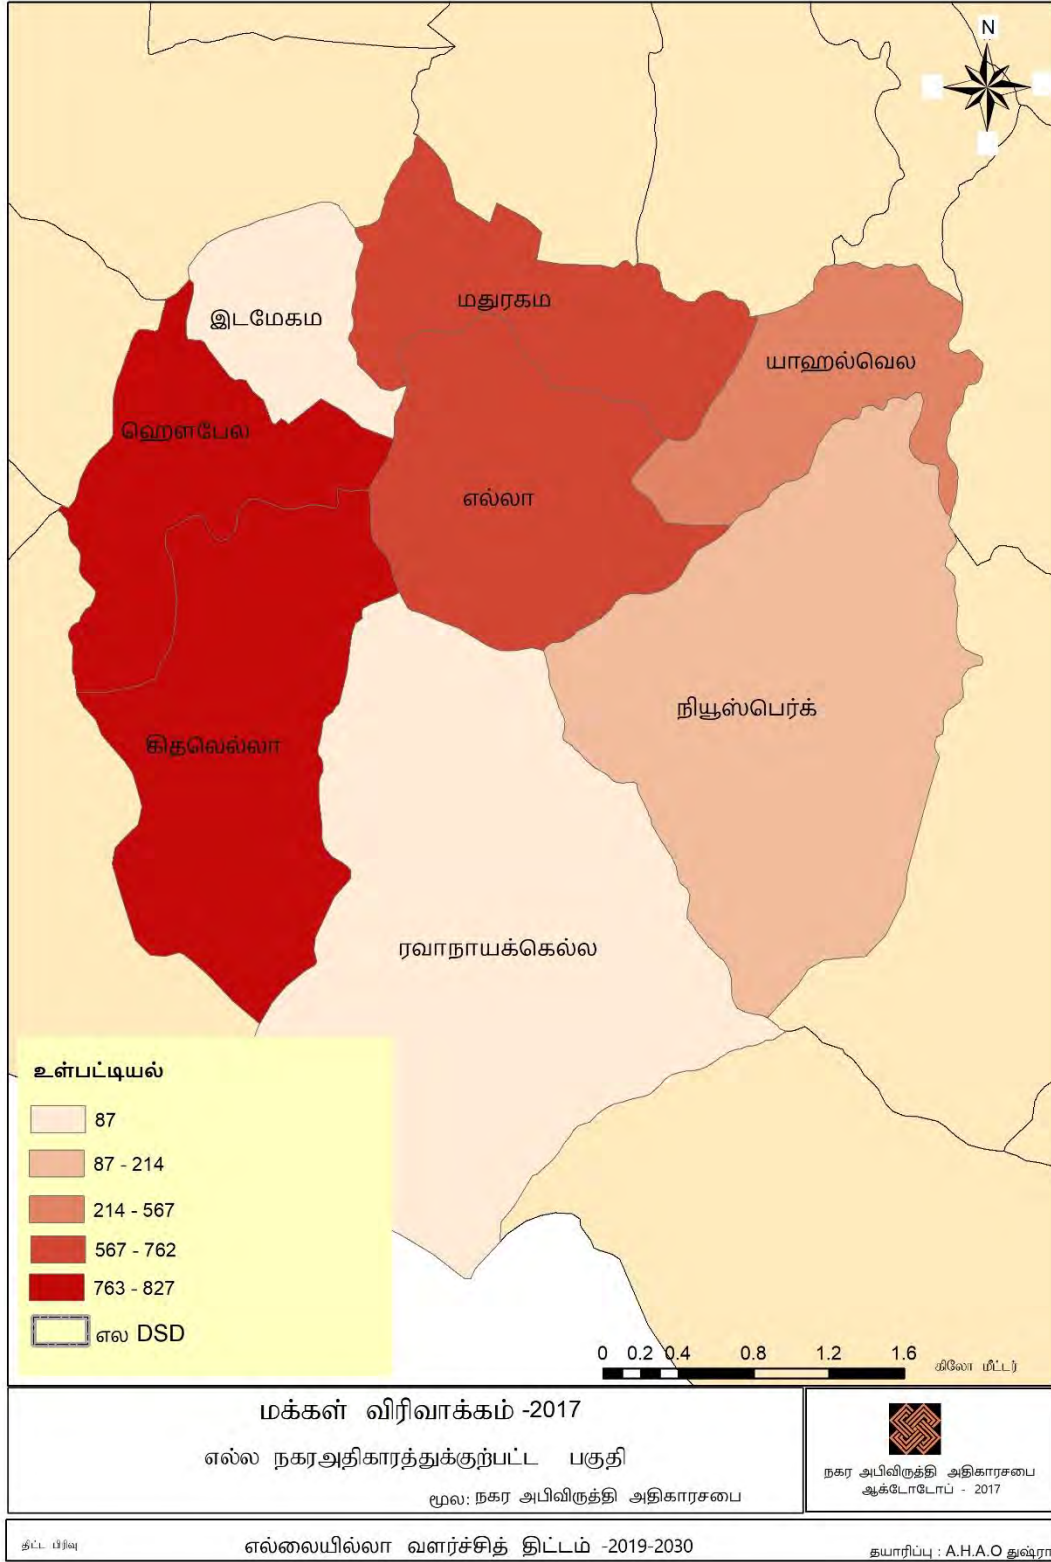 N
மதுரகம
இடமேகம
யாஹல்வெல
ஹெளபேல
எல்லா
நியூஸ்பெர்க்
கிதலெல்லா
ரவாநாயக்கெல்ல
உள்பட்டியல்
87
87 - 214
214 - 567
567 - 762
763 - 827
எல DSD
0 0.2 0.4 0.8 1.2 1.6 கிலோ மீட்டர்
மக்கள் விரிவாக்கம் -2017
எல்ல நகரஅதிகாரத்துக்குற்பட்ட பகுதி
மூல: நகர அபிவிருத்தி அதிகாரசபை
நகர அபிவிருத்தி அதிகாரசபை
ஆக்டோடோப் - 2017
திட்ட பிரிவு
எல்லையில்லா வளர்ச்சித் திட்டம் -2019-2030
தயாரிப்பு : A.H.A.O துஷ்ரா